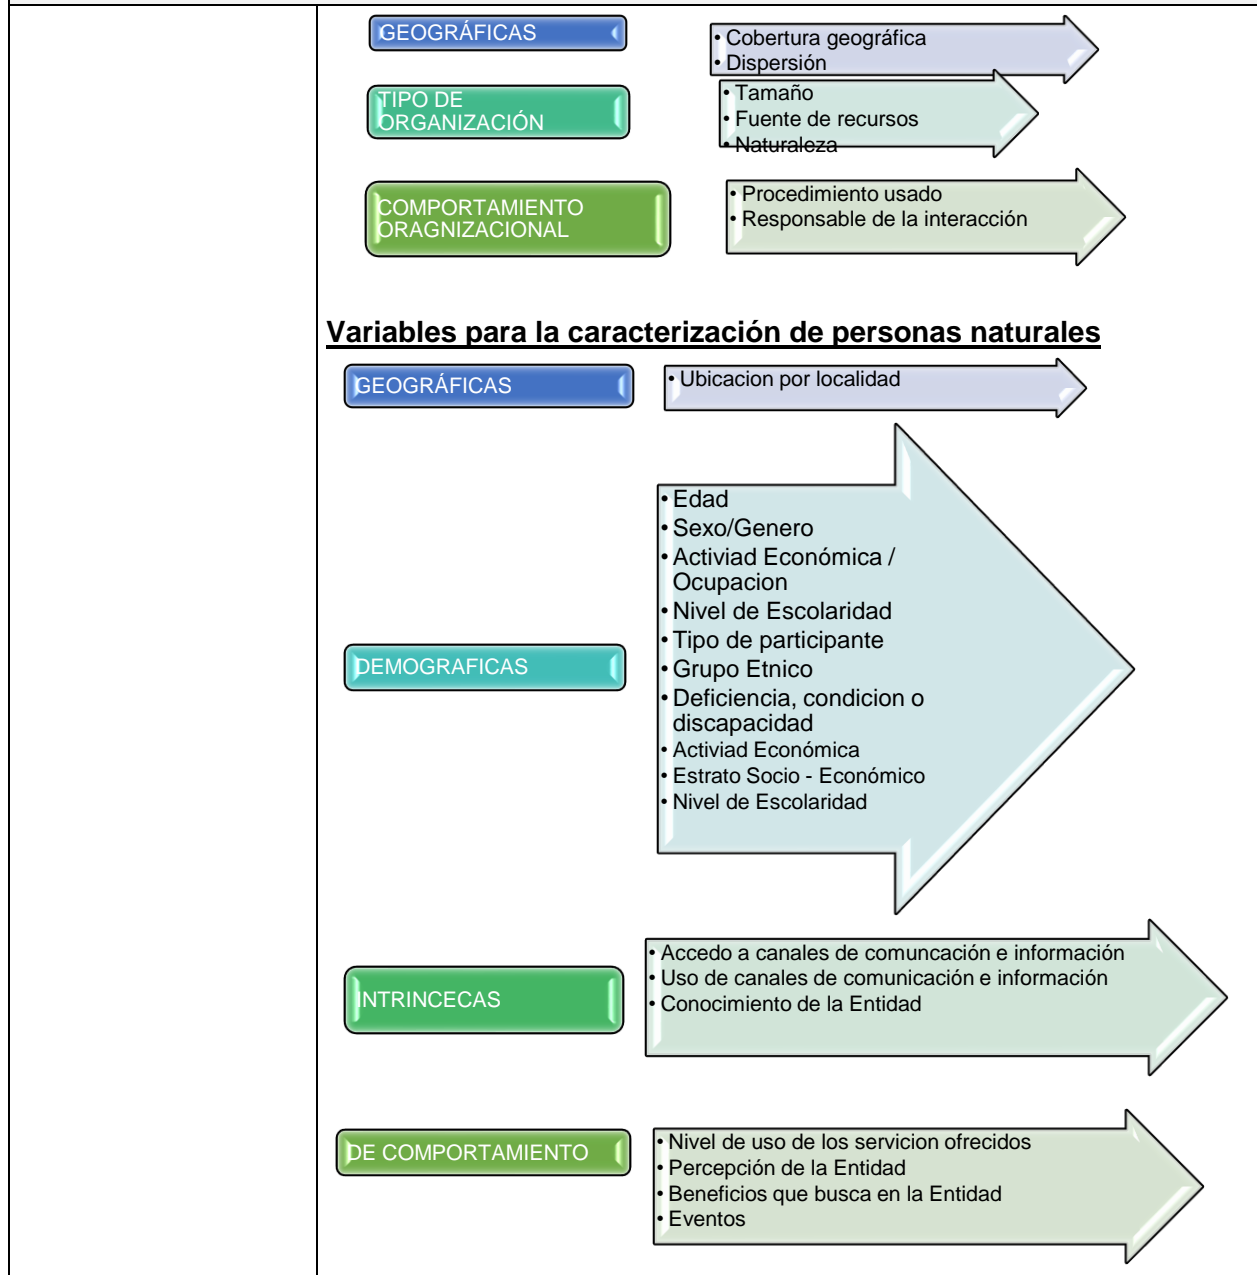 GEOGRÁFICAS
• Cobertura geográfica
• Dispersión
TIPO DE
ORGANIZACIÓN
• Tamaño
• Fuente de recursos
• Naturaleza
COMPORTAMIENTO
ORAGNIZACIONAL
• Procedimiento usado
• Responsable de la interacción
Variables para la caracterización de personas naturales
GEOGRÁFICAS
• Ubicacion por localidad
DEMOGRAFICAS
• Edad
• Sexo/Genero
• Activiad Económica /
Ocupacion
• Nivel de Escolaridad
• Tipo de participante
• Grupo Etnico
• Deficiencia, condicion o
discapacidad
• Activiad Económica
• Estrato Socio - Económico
• Nivel de Escolaridad
INTRINCECAS
• Accedo a canales de comuncación e información
• Uso de canales de comunicación e información
• Conocimiento de la Entidad
DE COMPORTAMIENTO
• Nivel de uso de los servicion ofrecidos
• Percepción de la Entidad
• Beneficios que busca en la Entidad
• Eventos